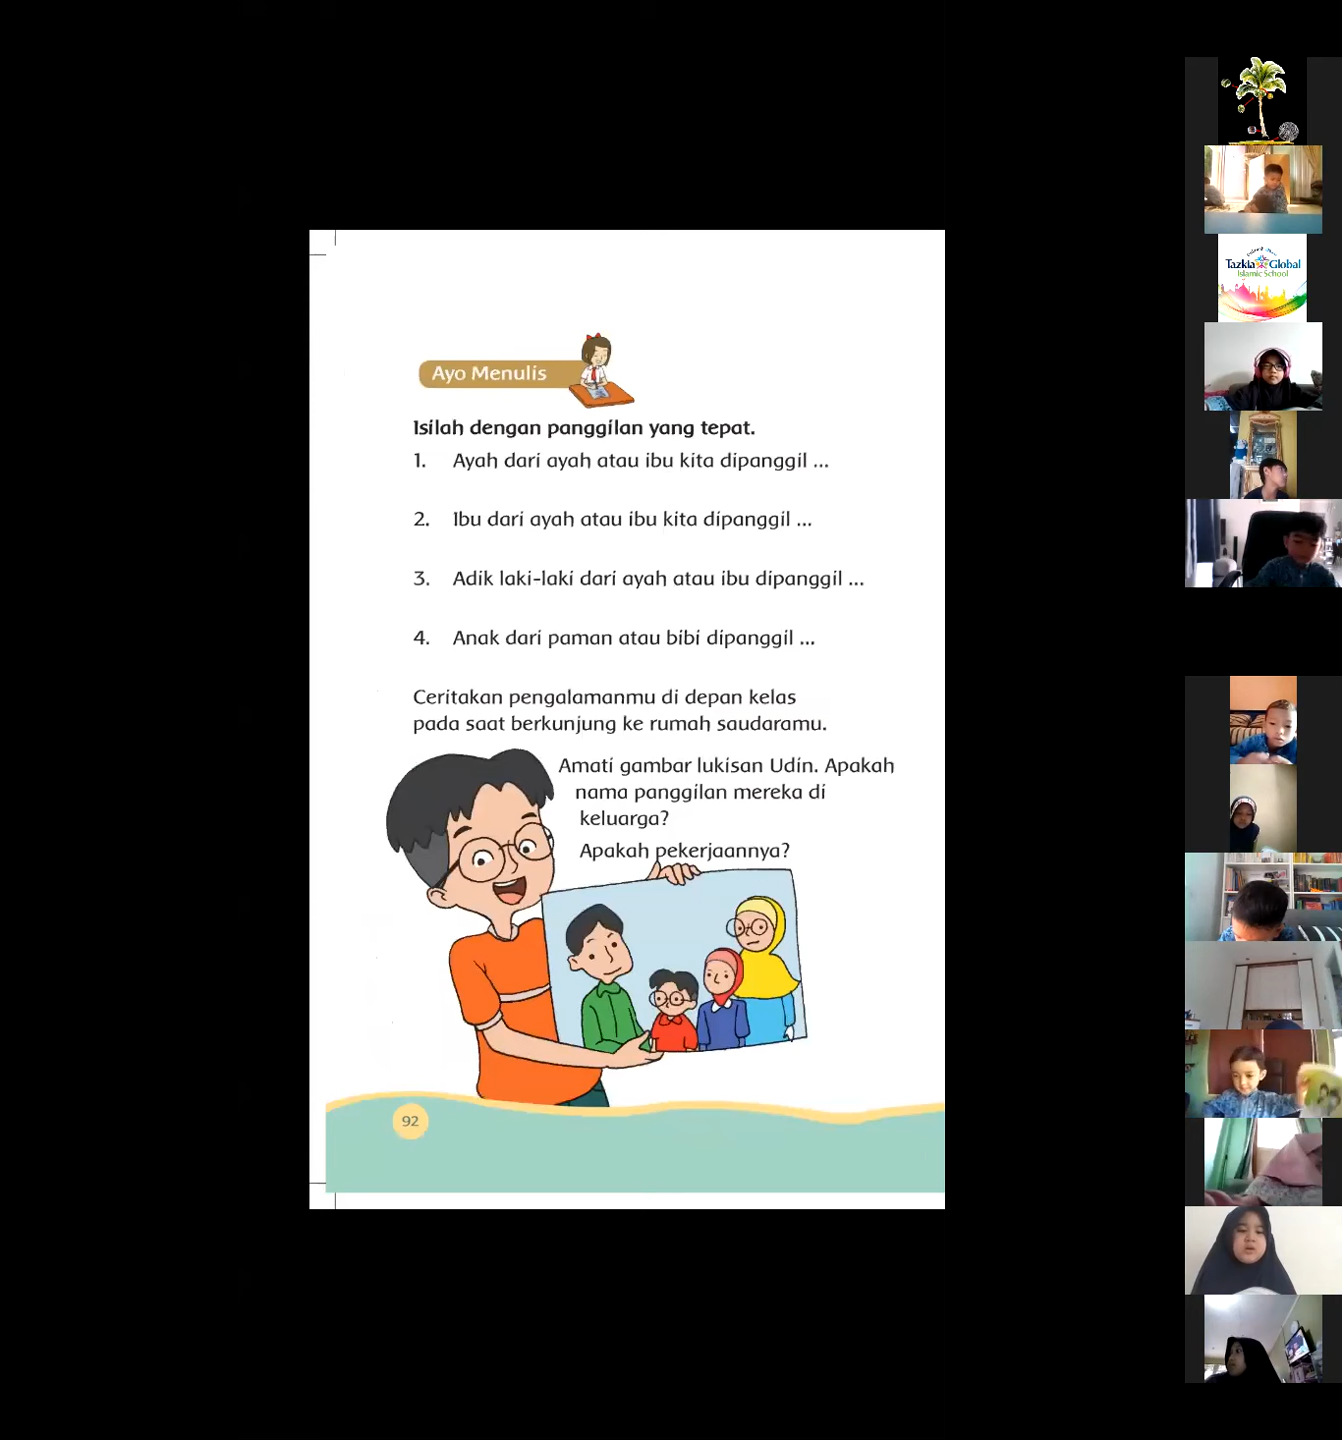 Ayo Menulis
Isilah dengan panggilan yang tepat.
1. Ayah dari ayah atau ibu kita dipanggil ...
2. Ibu dari ayah atau ibu kita dipanggil ...
3. Adik laki-laki dari ayah atau ibu dipanggil ...
4. Anak dari paman atau bibi dipanggil ...
Ceritakan pengalamanmu di depan kelas
pada saat berkunjung ke rumah saudaramu.
Amati gambar lukisan Udin. Apakah
nama panggilan mereka di
keluarga?
Apakah pekerjaannya?
92
Tazkia Global
Islamic School